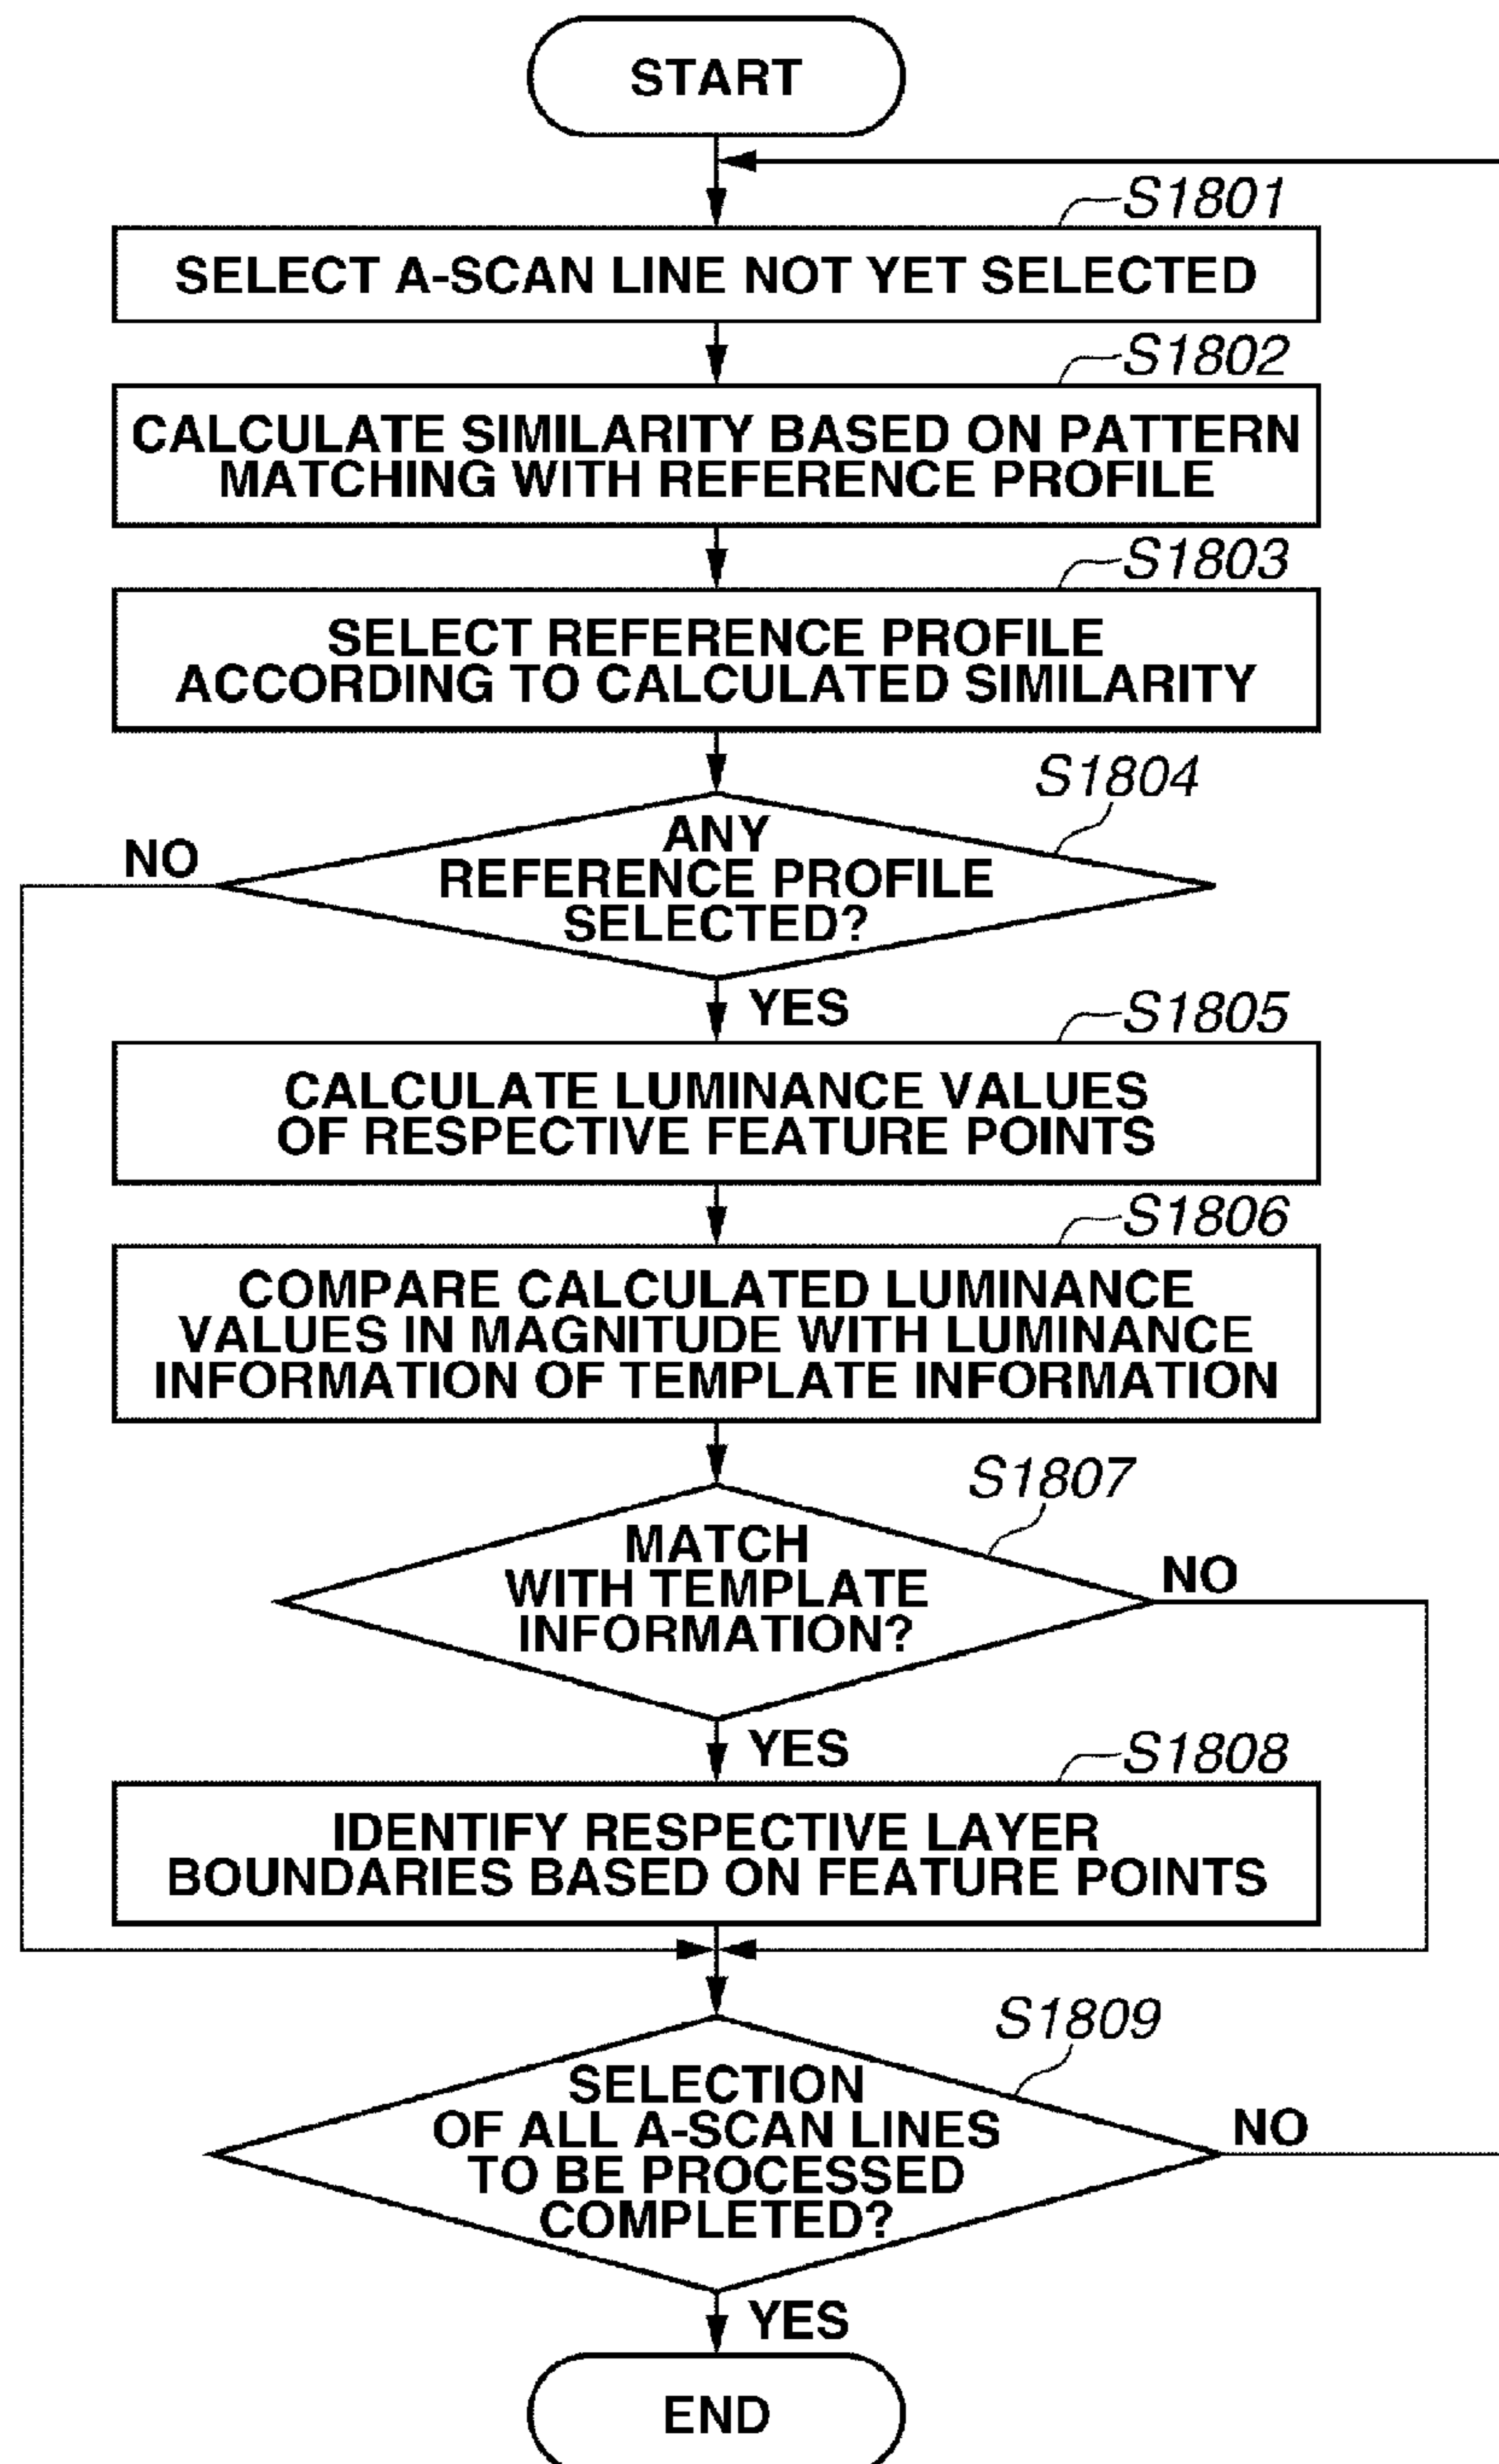 START
S1801
SELECT A-SCAN LINE NOT YET SELECTED
S1802
CALCULATE SIMILARITY BASED ON PATTERN
MATCHING WITH REFERENCE PROFILE
S1803
SELECT REFERENCE PROFILE
ACCORDING TO CALCULATED SIMILARITY
S1804
ANY
REFERENCE PROFILE
SELECTED?
NO
YES
S1805
CALCULATE LUMINANCE VALUES
OF RESPECTIVE FEATURE POINTS
S1806
COMPARE CALCULATED LUMINANCE
VALUES IN MAGNITUDE WITH LUMINANCE
INFORMATION OF TEMPLATE INFORMATION
S1807
MATCH
WITH TEMPLATE
INFORMATION?
NO
YES
S1808
IDENTIFY RESPECTIVE LAYER
BOUNDARIES BASED ON FEATURE POINTS
S1809
SELECTION
OF ALL A-SCAN LINES
TO BE PROCESSED
COMPLETED?
NO
YES
END